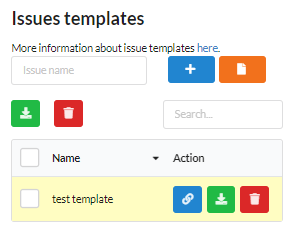 Issues templates
More information about issue templates here.
Issue name
Search...
Name Action
test template